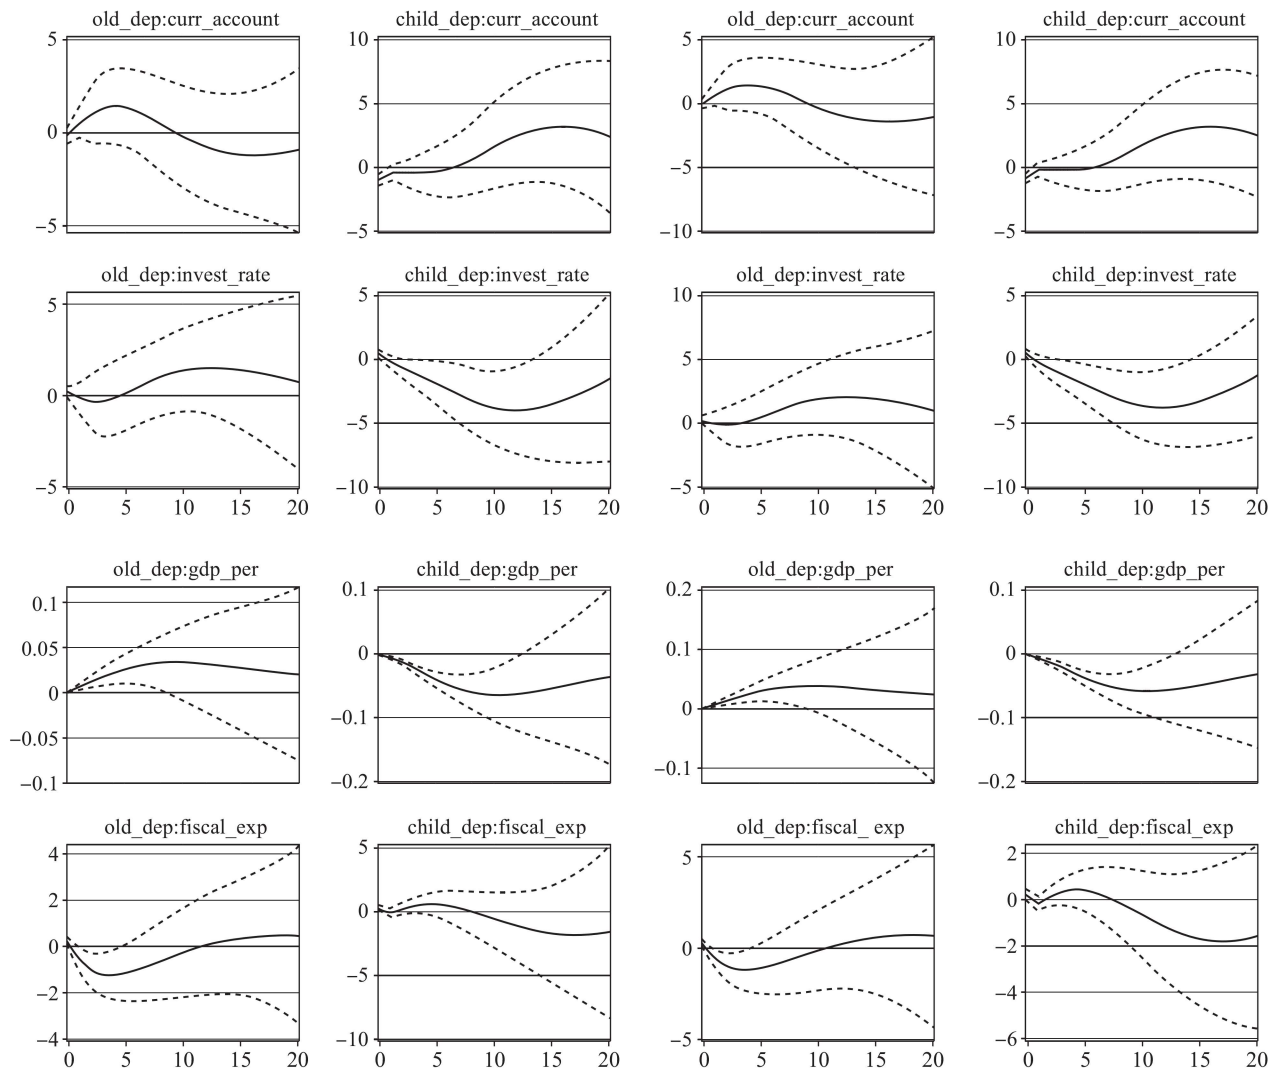 old_dep:curr_account child_dep:curr_account old_dep:curr_account child_dep:curr_account
5 10 5 10
0 5 0 5
−5 0 −5 0
−5 −10 −5
old_dep:invest_rate child_dep:invest_rate old_dep:invest_rate child_dep:invest_rate
5 5 10 5
0 0 5 0
−5 −5 0 −5
−10 −5 −10
0 5 10 15 20 0 5 10 15 20 0 5 10 15 20 0 5 10 15 20
old_dep:gdp_per child_dep:gdp_per old_dep:gdp_per child_dep:gdp_per
0.1 0.1 0.2 0.1
0.05 0 0.1 0
0 −0.1 0 −0.1
−0.05 −0.2 −0.1 −0.2
−0.1
old_dep:fiscal_exp child_dep:fiscal_exp old_dep:fiscal_ exp child_dep:fiscal_exp
4 5 5 2
2 0 0 0
0 −5 −5 −2
−2 −10 −4
−4 −6
0 5 10 15 20 0 5 10 15 20 0 5 10 15 20 0 5 10 15 20